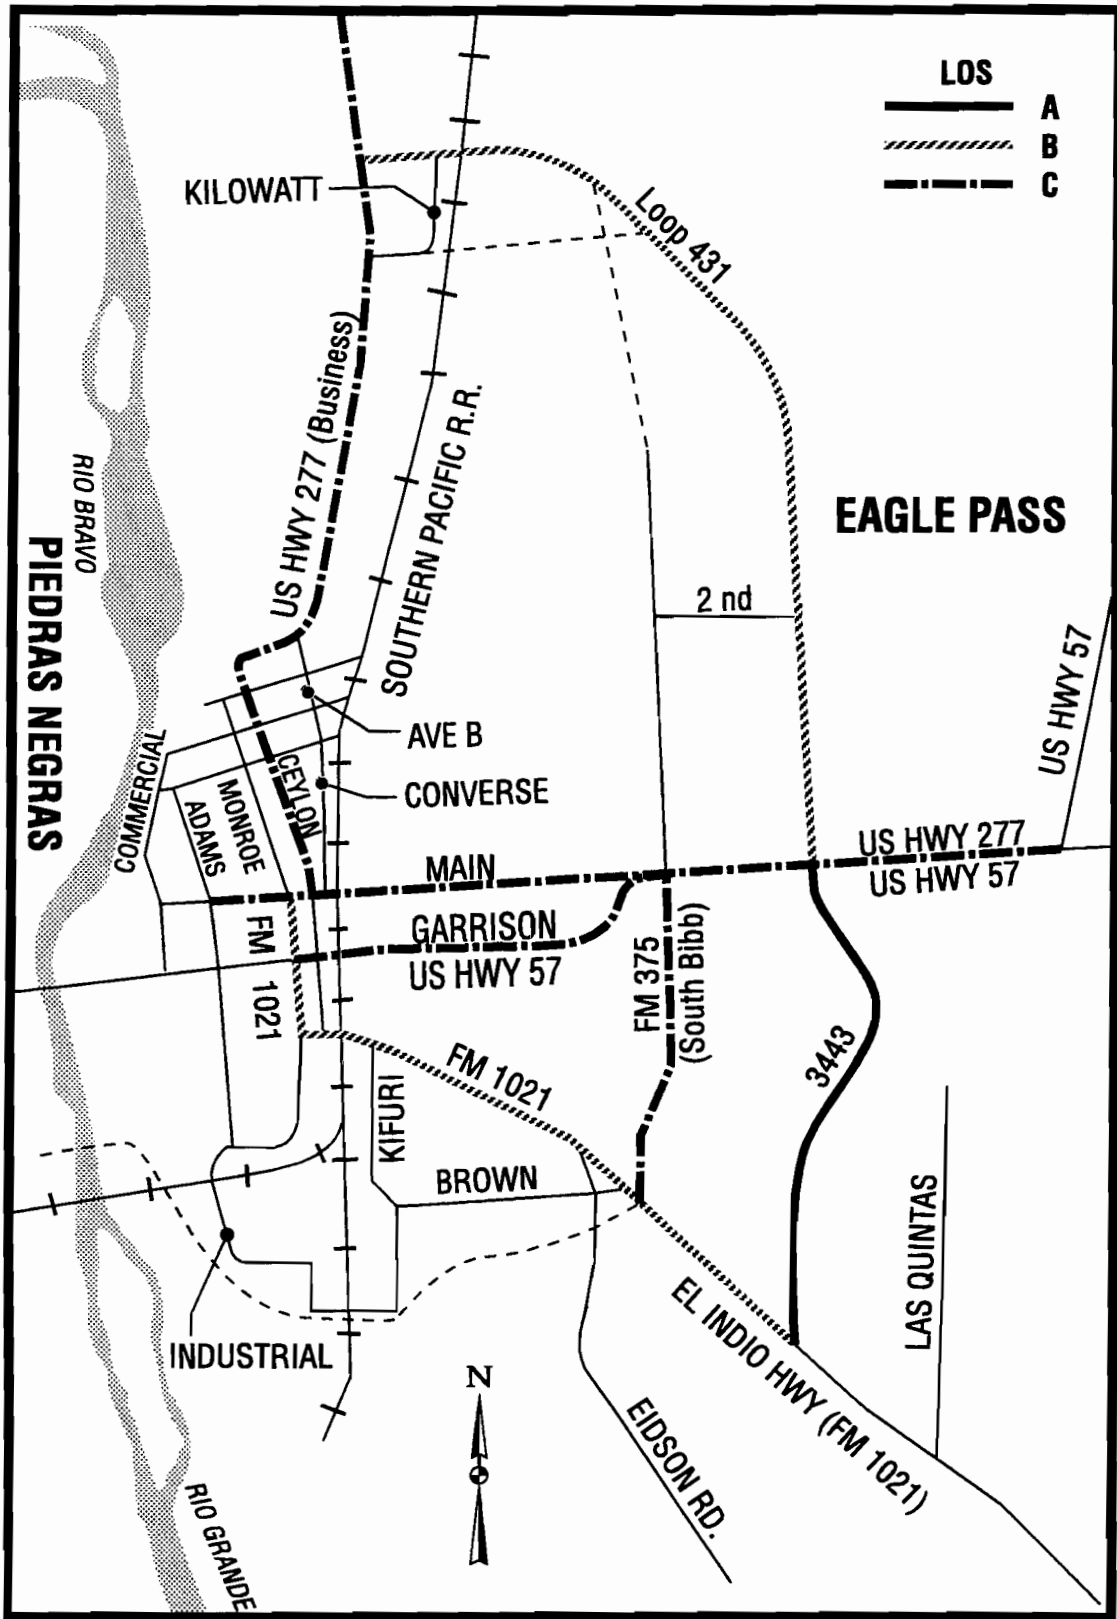 LOS
A
B
C
KILOWATT
Loop 431
US HWY 277 (Business)
SOUTHERN PACIFIC R.R.
RIO BRAVO
EAGLE PASS
PIEDRAS NEGRAS
2 nd
US HWY 57
AVE B
COMMERCIAL
CEYLON
CONVERSE
MONROE
ADAMS
MAIN
US HWY 277
US HWY 57
GARRISON
US HWY 57
FM 1021
FM 375
(South Bibb)
3443
FM 1021
KIFURI
BROWN
LAS QUINTAS
INDUSTRIAL
EL INDIO HWY (FM 1021)
N
EIDSON RD.
RIO GRANDE